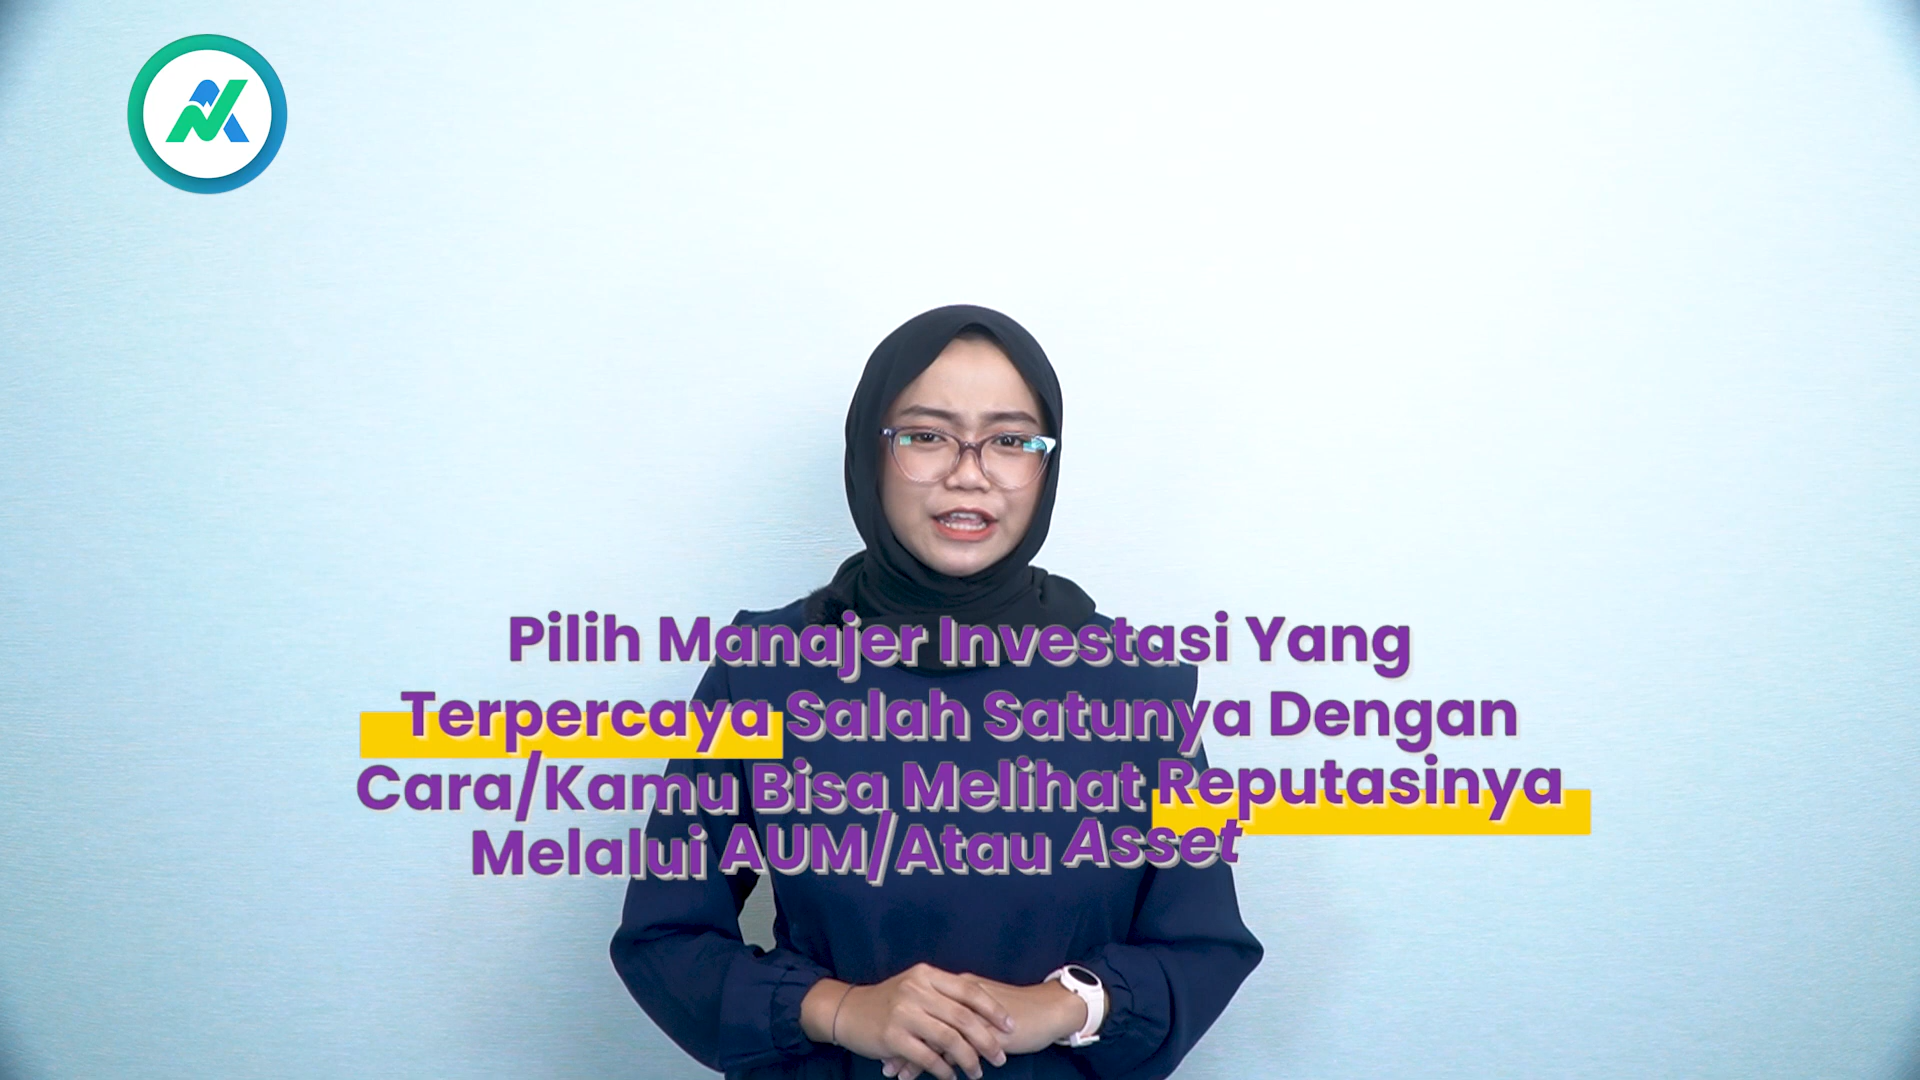 Pilih Manajer Investasi Yang
Terpercaya Salah Satunya Dengan
Cara/Kamu Bisa Melihat Reputasinya
Melalui AUM/Atau Asset